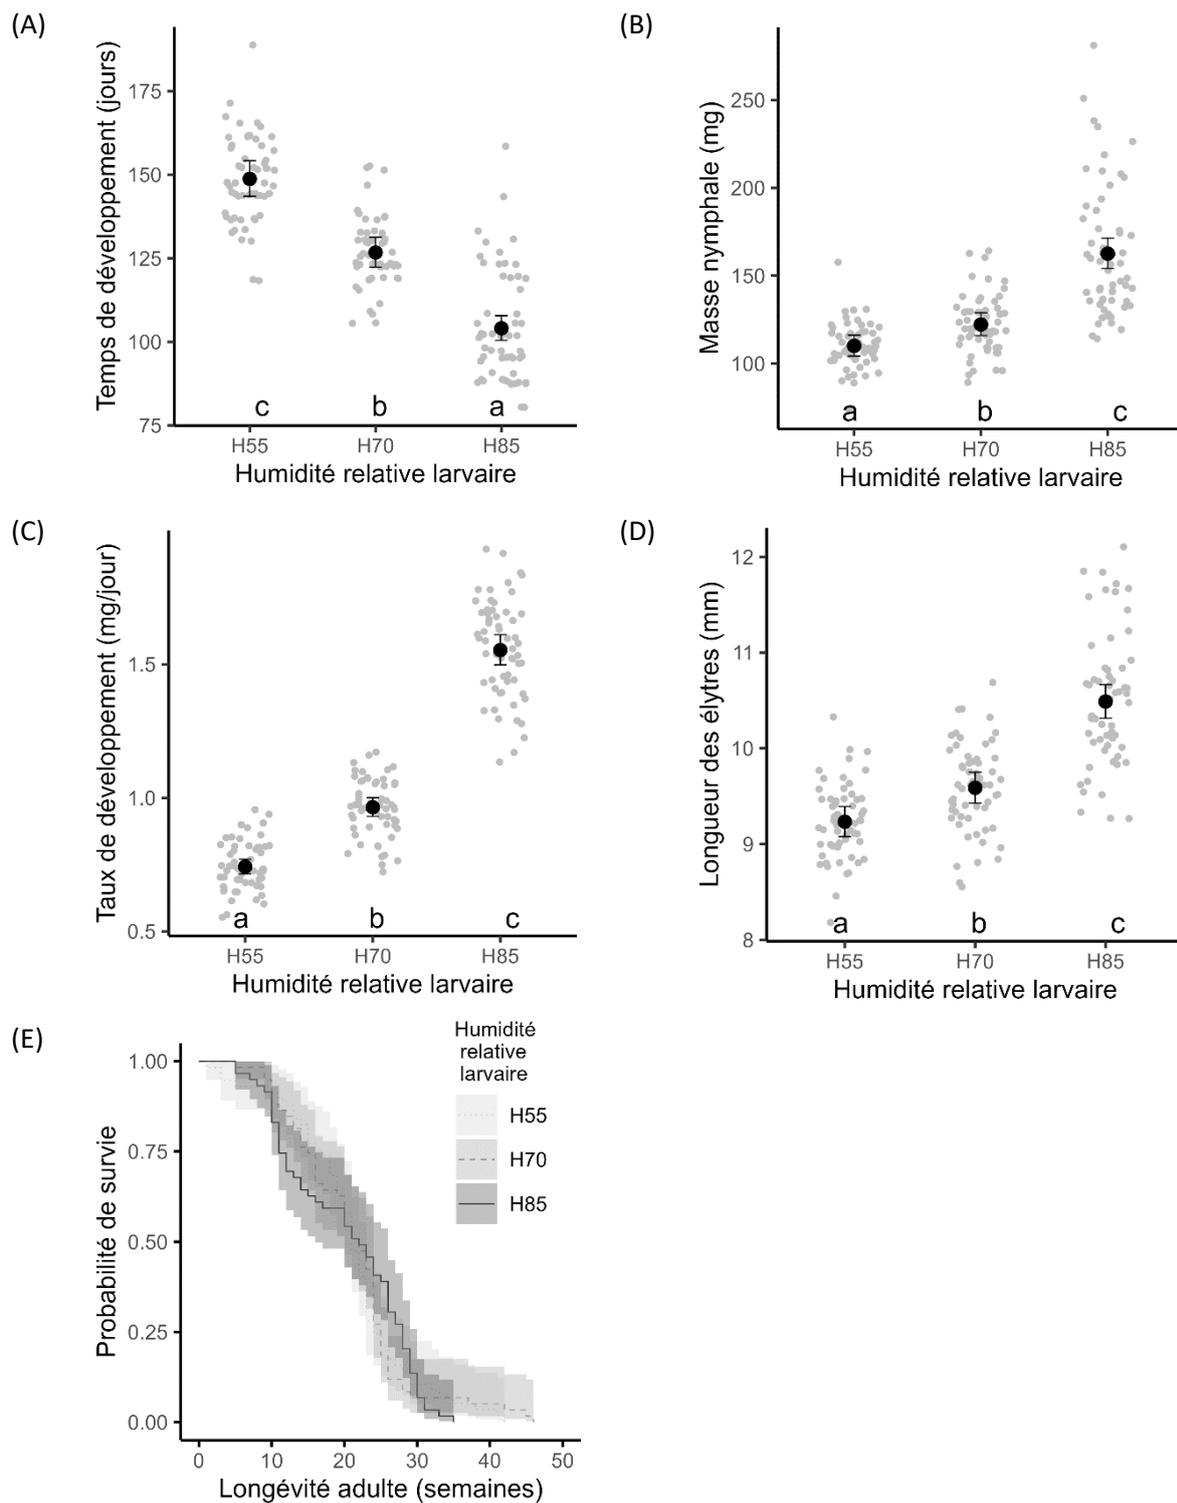 (A)
Temps de développement (jours)
175
150
125
100
75
c
b
a
H55
H70
H85
Humidité relative larvaire
(B)
Masse nymphale (mg)
250
200
150
100
a
b
c
H55
H70
H85
Humidité relative larvaire
(C)
Taux de développement (mg/jour)
1.5
1.0
0.5
a
b
c
H55
H70
H85
Humidité relative larvaire
(D)
Longueur des élytres (mm)
12
11
10
9
8
a
b
c
H55
H70
H85
Humidité relative larvaire
(E)
Probabilité de survie
1.00
0.75
0.50
0.25
0.00
Humidité
relative
larvaire
H55
H70
H85
0
10
20
30
40
50
Longévité adulte (semaines)